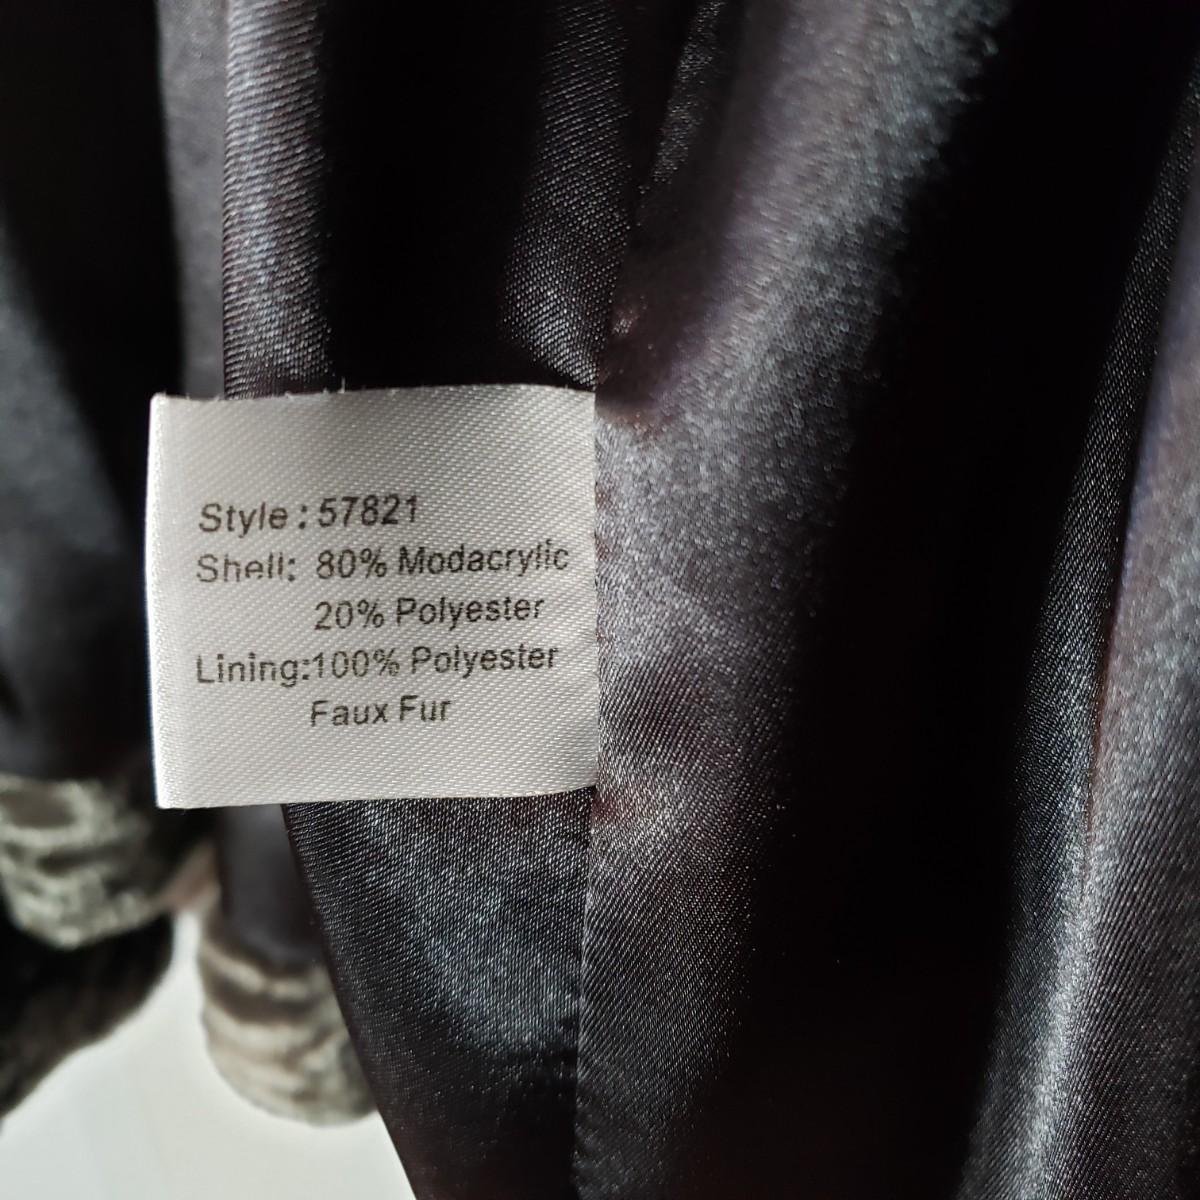 Style : 57821
Shell: 80% Modacrylic
20% Polyester
Lining:100% Polyester
Faux Fur